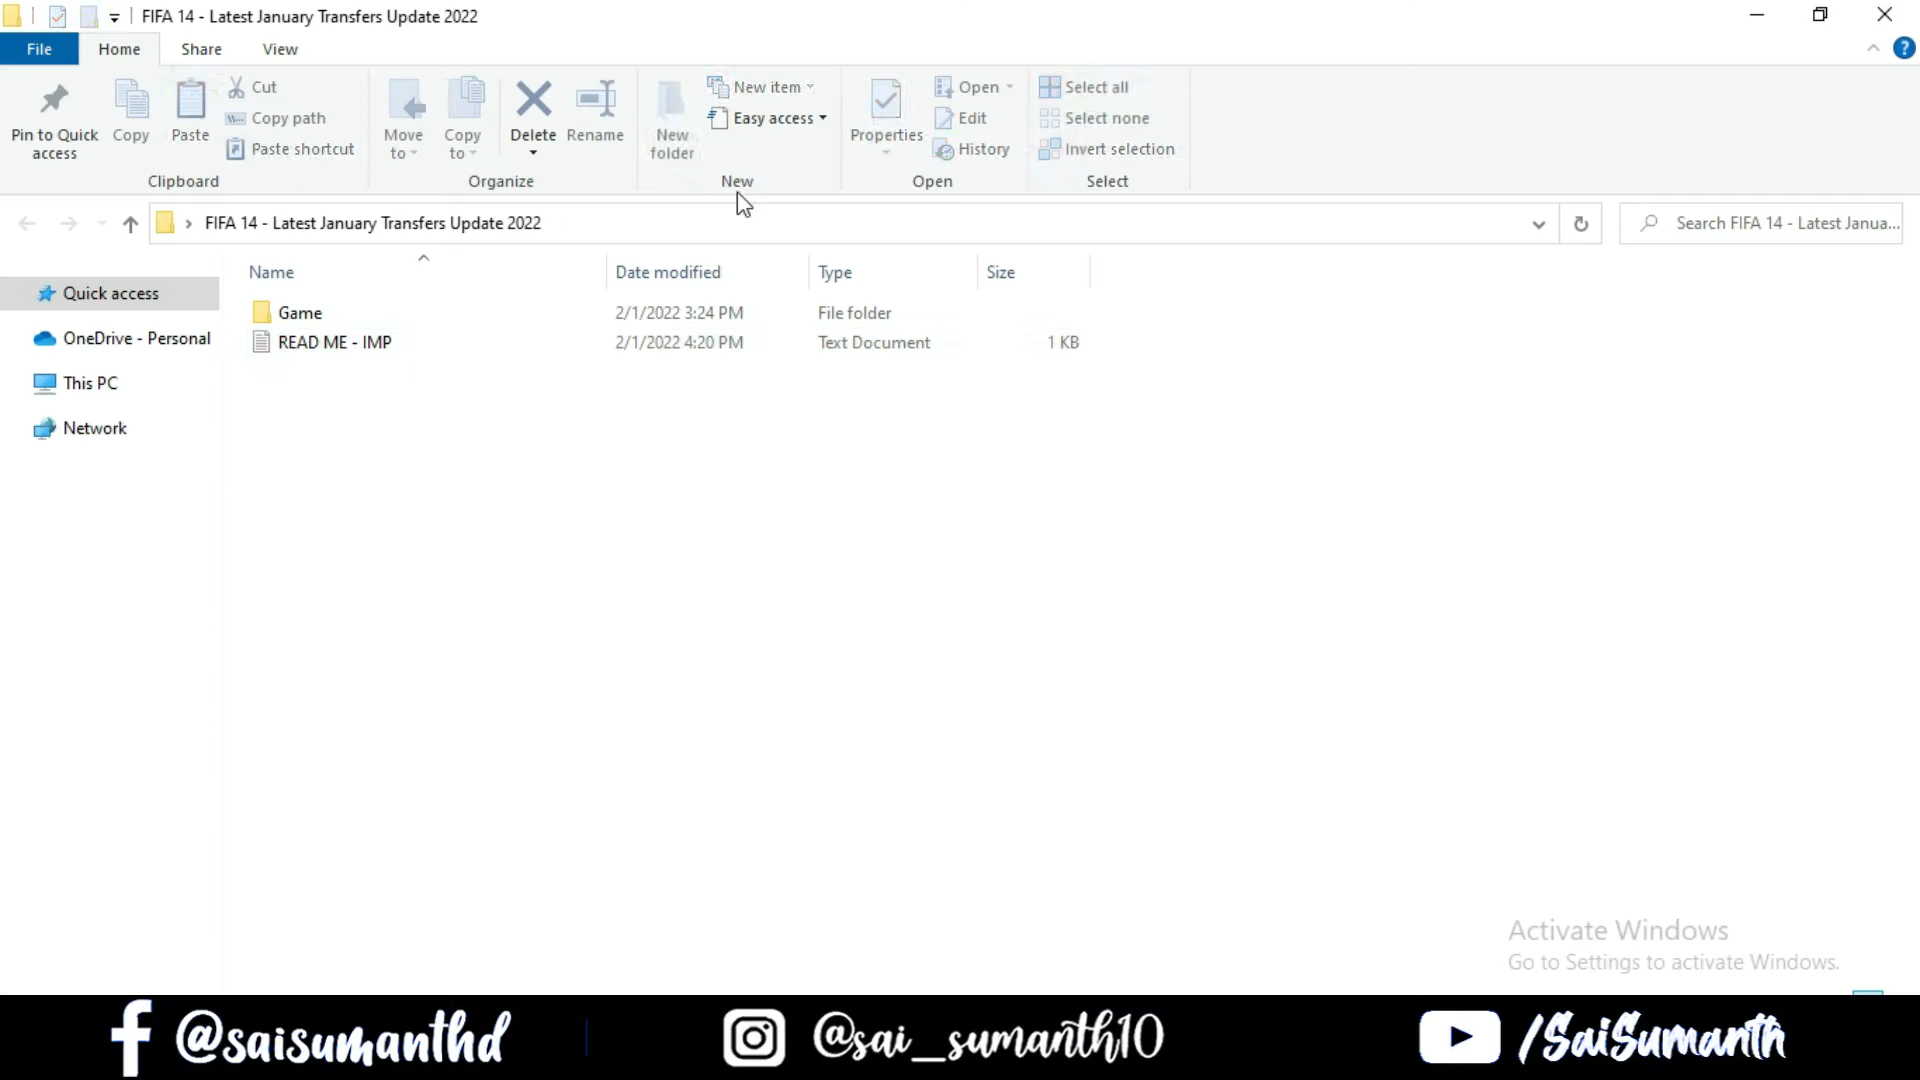 FIFA 14 - Latest January Transfers Update 2022
File Home Share View
Pin to Quick access
Copy
Paste
Cut
Copy path
Paste shortcut
Clipboard
Move to
Copy to
Delete
Rename
Organize
New folder
New item
Easy access
New
Properties
Open
Edit
History
Open
Select all
Select none
Invert selection
Select
FIFA 14 - Latest January Transfers Update 2022
Search FIFA 14 - Latest Janua...
Quick access
OneDrive - Personal
This PC
Network
Name Date modified Type Size
Game 2/1/2022 3:24 PM File folder
READ ME - IMP 2/1/2022 4:20 PM Text Document 1 KB
Activate Windows
Go to Settings to activate Windows.
@saisumanthd @sai_sumanth10 /SaiSumanth